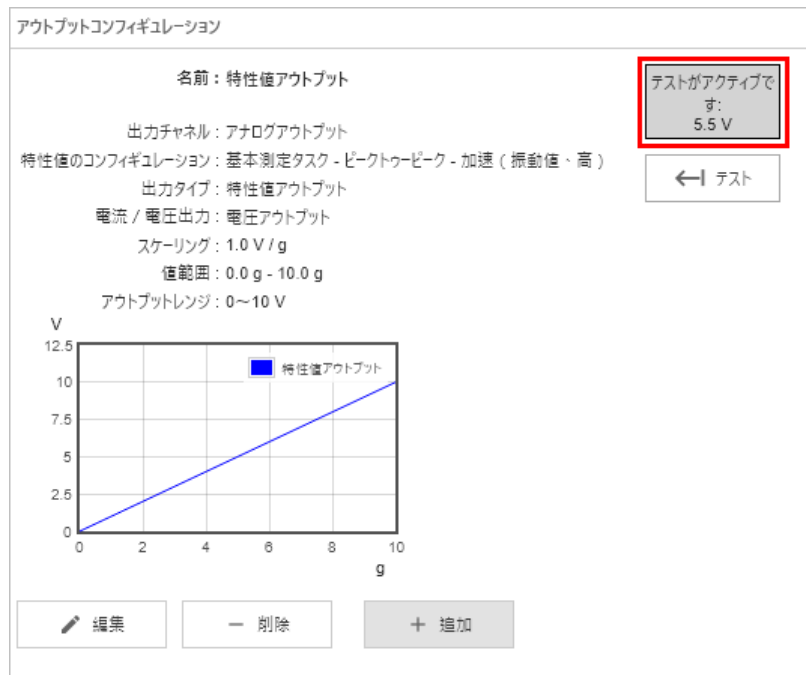 アウトプットコンフィギュレーション
名前 : 特性値アウトプット
テストがアクティブで
す:
5.5 V
出力チャネル : アナログアウトプット
特性値のコンフィギュレーション : 基本測定タスク - ピークトゥーピーク - 加速 ( 振動値 、高 )
テスト
出力タイプ : 特性値アウトプット
電流 / 電圧出力 : 電圧アウトプット
スケーリング : 1.0 V / g
値範囲 : 0.0 g - 10.0 g
アウトプットレンジ : 0～10 V
V
12.5
特性値アウトプット
10
7.5
5
2.5
0
0 2 4 6 8 10
g
編集 削除 追加